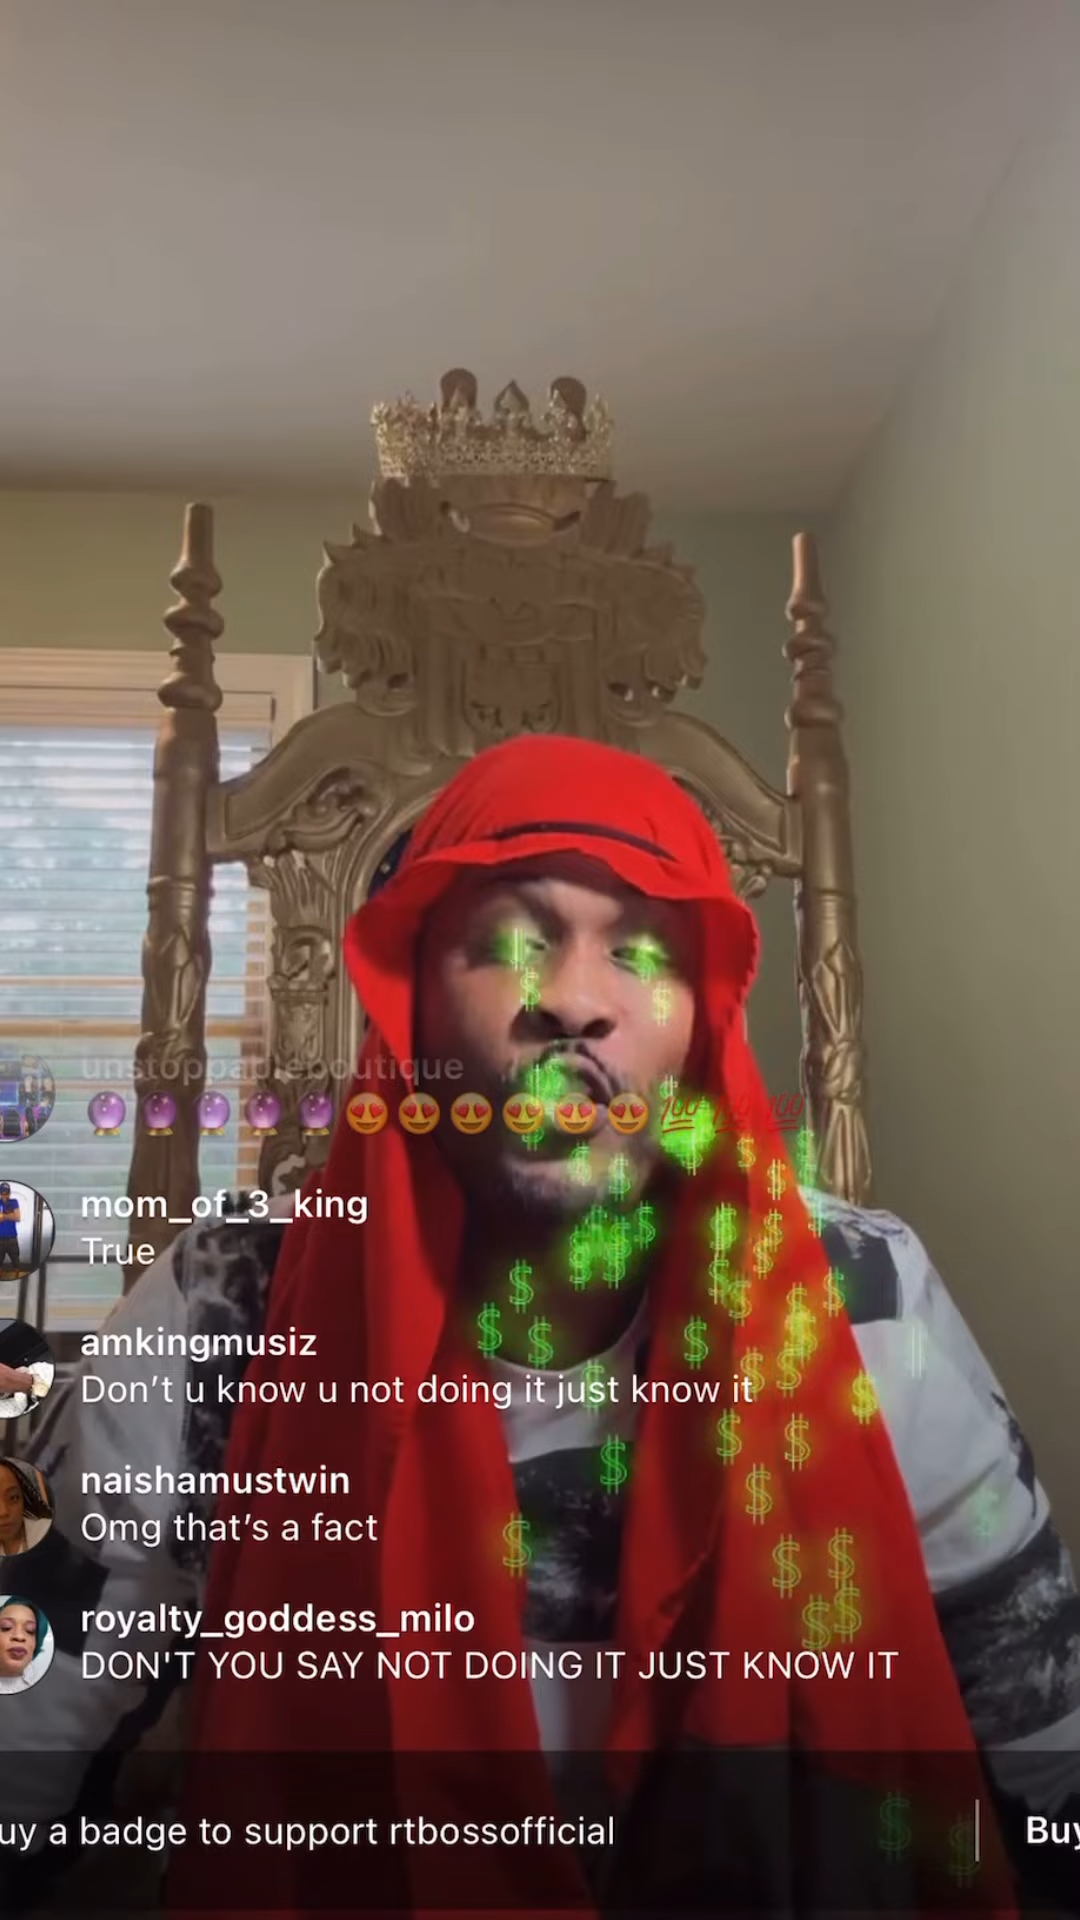 unstoppableboutique
🔮🔮🔮🔮🔮😍😍😍😍😍😍💯💯💯
mom_of_3_king
True
amkingmusiz
Don’t u know u not doing it just know it
naishamustwin
Omg that’s a fact
royalty_goddess_milo
DON'T YOU SAY NOT DOING IT JUST KNOW IT
uy a badge to support rtbossofficial
Buy